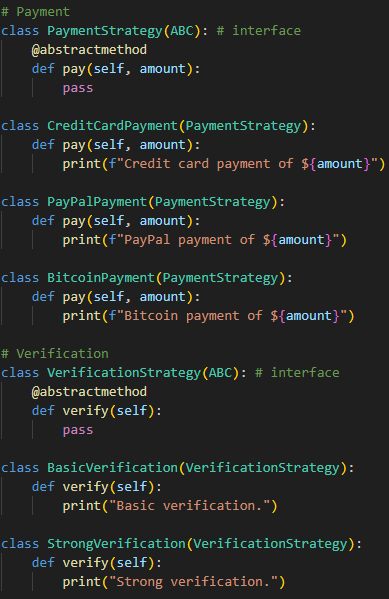 # Payment
class PaymentStrategy(ABC): # interface
    @abstractmethod
    def pay(self, amount):
        pass
class CreditCardPayment(PaymentStrategy):
    def pay(self, amount):
        print(f"Credit card payment of ${amount}")
class PayPalPayment(PaymentStrategy):
    def pay(self, amount):
        print(f"PayPal payment of ${amount}")
class BitcoinPayment(PaymentStrategy):
    def pay(self, amount):
        print(f"Bitcoin payment of ${amount}")
# Verification
class VerificationStrategy(ABC): # interface
    @abstractmethod
    def verify(self):
        pass
class BasicVerification(VerificationStrategy):
    def verify(self):
        print("Basic verification.")
class StrongVerification(VerificationStrategy):
    def verify(self):
        print("Strong verification.")